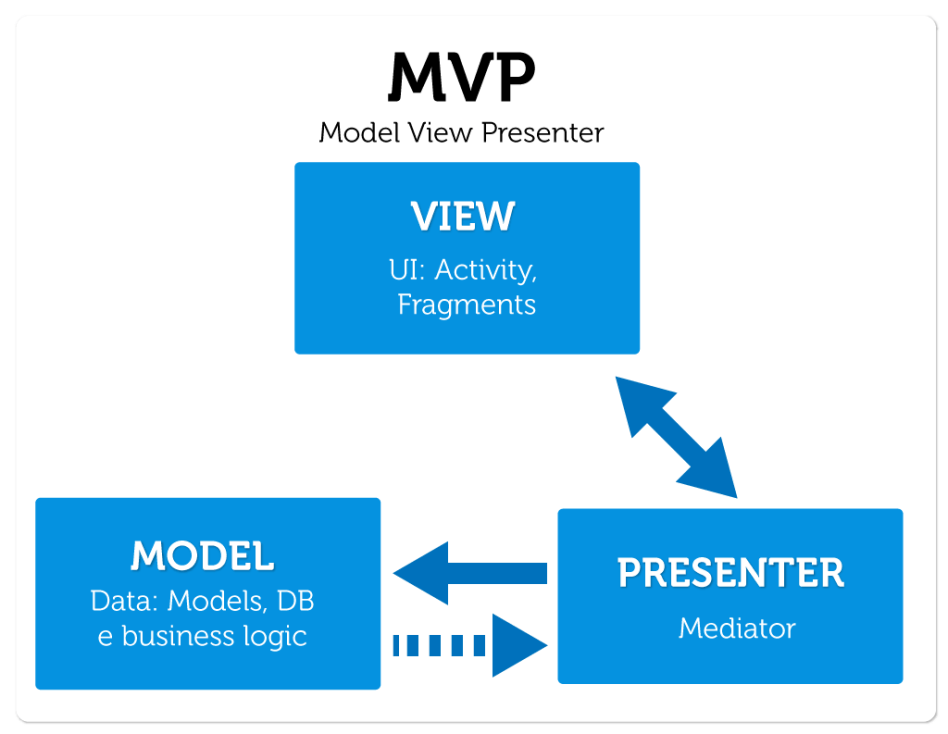 MVP
Model View Presenter
VIEW
UI: Activity,
Fragments
MODEL
Data: Models, DB
e business logic
PRESENTER
Mediator